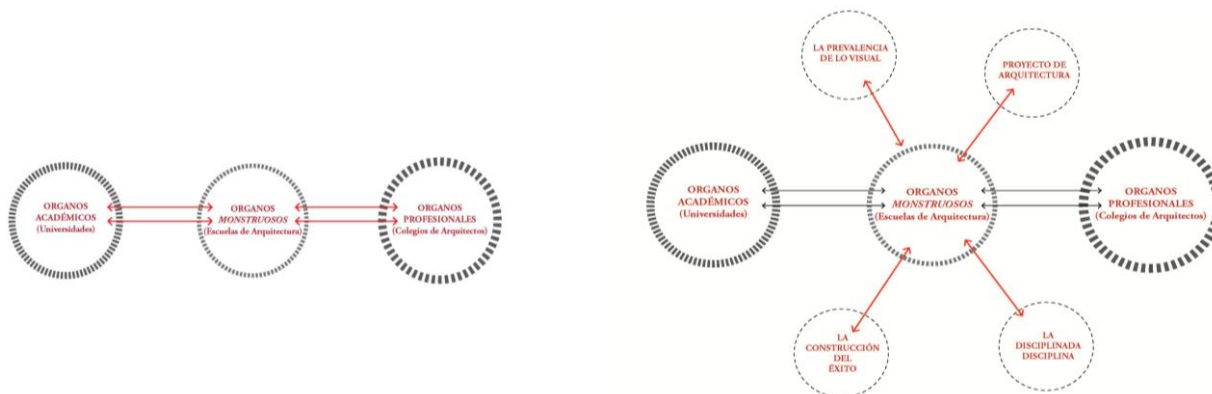 ORGANOS
ACADÉMICOS
(Universidades)
ORGANOS
MONSTRUOSOS
(Escuelas de Arquitectura)
ORGANOS
PROFESIONALES
(Colegios de Arquitectos)
LA PREVALENCIA
DE LO VISUAL
PROYECTO DE
ARQUITECTURA
ORGANOS
ACADÉMICOS
(Universidades)
ORGANOS
MONSTRUOSOS
(Escuelas de Arquitectura)
ORGANOS
PROFESIONALES
(Colegios de Arquitectos)
LA
CONSTRUCCIÓN
DEL
ÉXITO
LA
DISCIPLINADA
DISCIPLINA